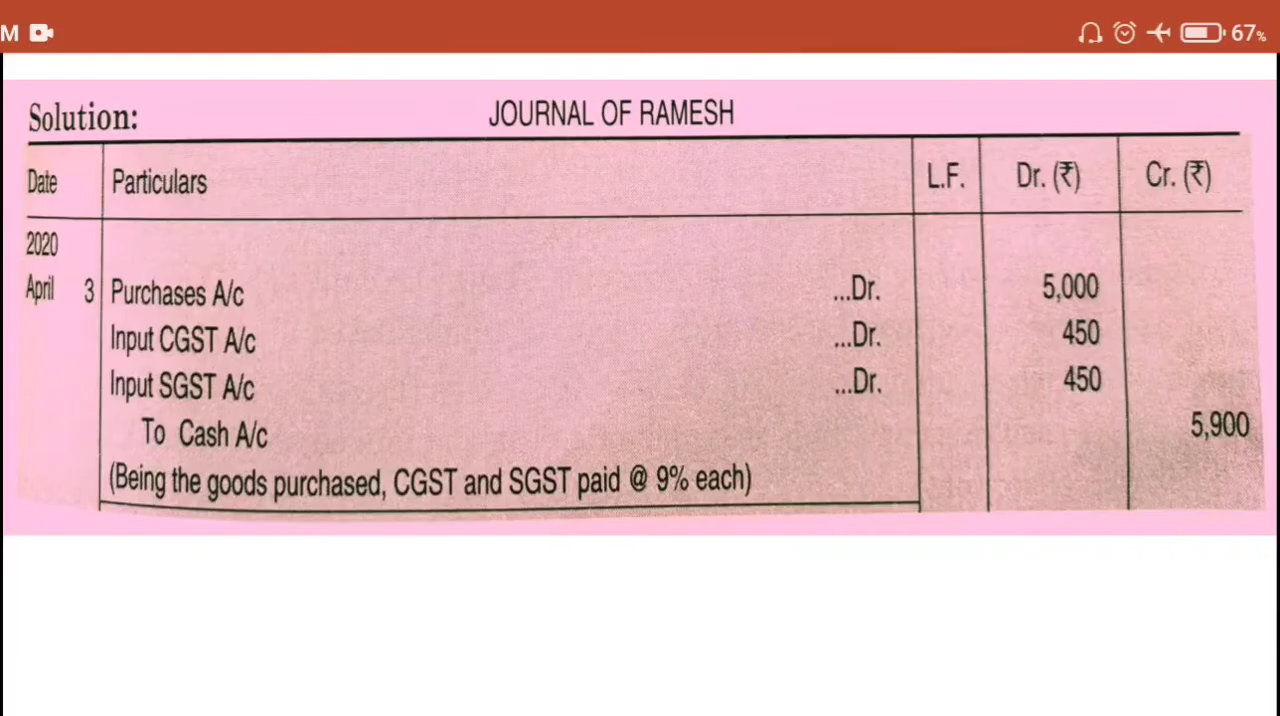 M 67%
Solution: JOURNAL OF RAMESH
Date Particulars L.F. Dr. (₹) Cr. (₹)
2020
April 3 Purchases A/c ...Dr. 5,000
Input CGST A/c ...Dr. 450
Input SGST A/c ...Dr. 450
To Cash A/c 5,900
(Being the goods purchased, CGST and SGST paid @ 9% each)